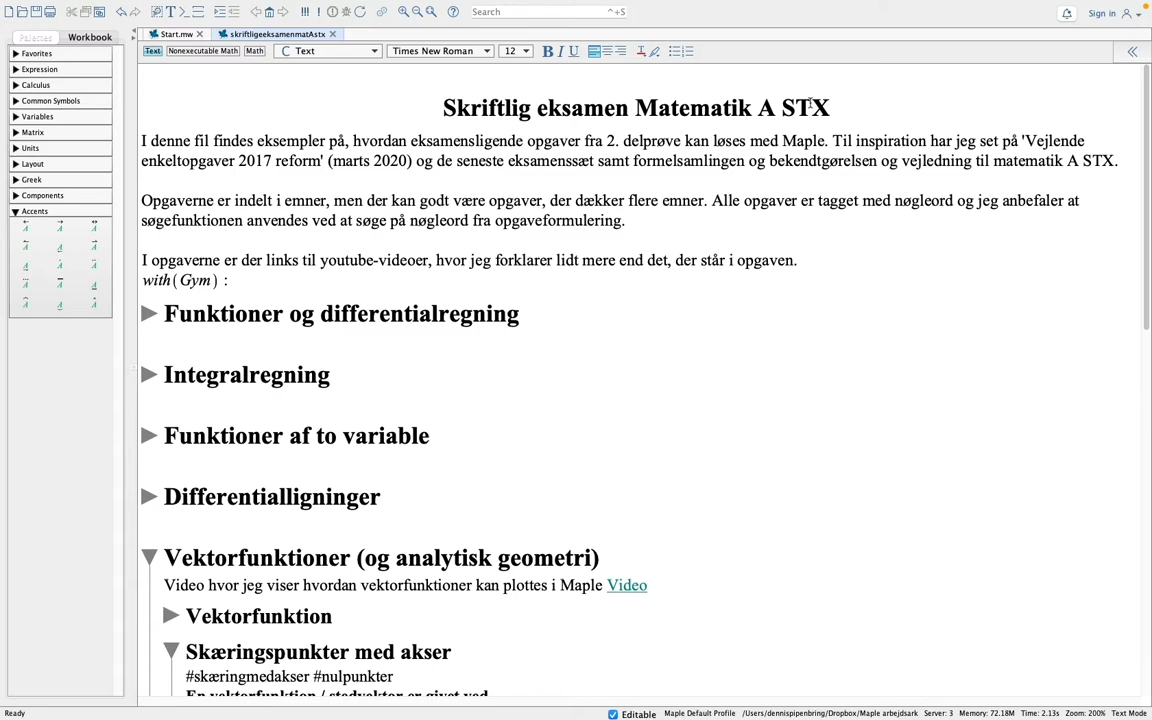 Search
^+S
Sign in
Palettes
Workbook
Start.mw
skriftligeeksamenmatAstx
Text
Nonexecutable Math
Math
C Text
Times New Roman
12
B I U
Favorites
Expression
Calculus
Common Symbols
Variables
Matrix
Units
Layout
Greek
Components
Accents
Skriftlig eksamen Matematik A STX
I denne fil findes eksempler på, hvordan eksamensligende opgaver fra 2. delprøve kan løses med Maple. Til inspiration har jeg set på 'Vejlende
enkeltopgaver 2017 reform' (marts 2020) og de seneste eksamenssæt samt formelsamlingen og bekendtgørelsen og vejledning til matematik A STX.
Opgaverne er indelt i emner, men der kan godt være opgaver, der dækker flere emner. Alle opgaver er tagget med nøgleord og jeg anbefaler at
søgefunktionen anvendes ved at søge på nøgleord fra opgaveformulering.
I opgaverne er der links til youtube-videoer, hvor jeg forklarer lidt mere end det, der står i opgaven.
with(Gym) :
Funktioner og differentialregning
Integralregning
Funktioner af to variable
Differentialligninger
Vektorfunktioner (og analytisk geometri)
Video hvor jeg viser hvordan vektorfunktioner kan plottes i Maple Video
Vektorfunktion
Skæringspunkter med akser
#skæringmedakser #nulpunkter
En vektorfunktion / stedvektor er givet ved
Ready
Editable
Maple Default Profile
/Users/dennispipenbring/Dropbox/Maple arbejdsark
Server: 3
Memory: 72.18M
Time: 2.13s
Zoom: 200%
Text Mode